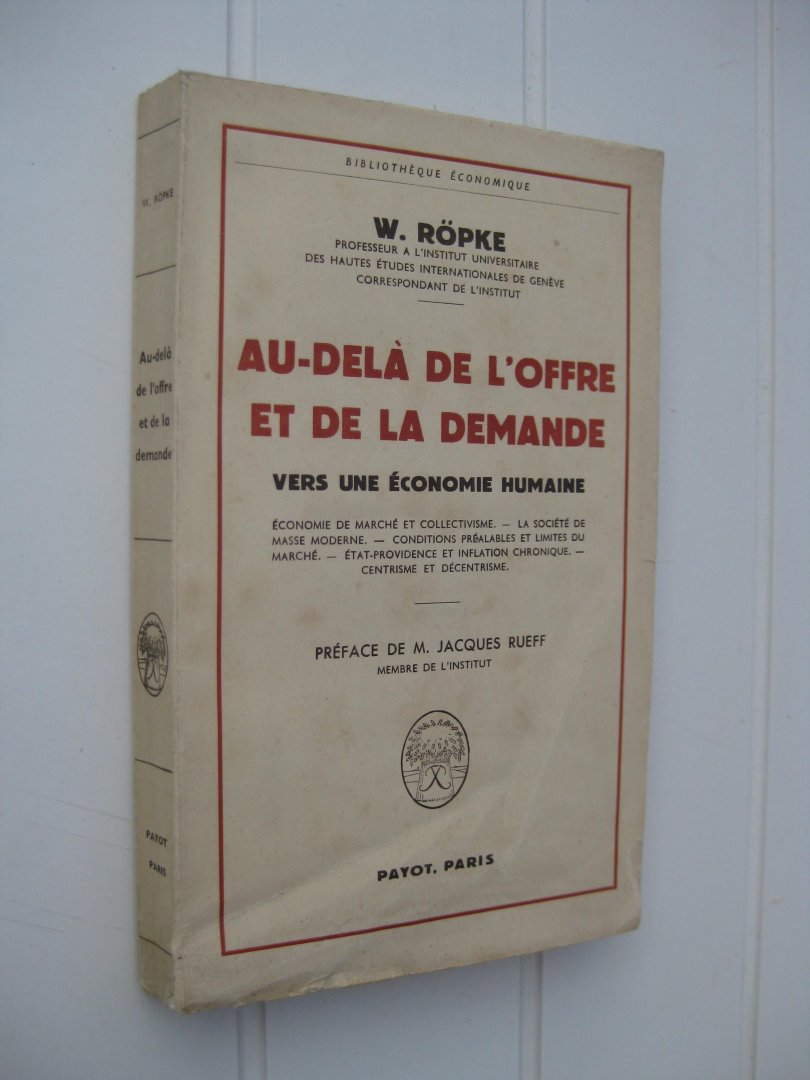 W. RÖPKE
Au-delà
de l'offre
et de la
demande
PAYOT
PARIS
BIBLIOTHÈQUE ÉCONOMIQUE
W. RÖPKE
PROFESSEUR A L'INSTITUT UNIVERSITAIRE
DES HAUTES ÉTUDES INTERNATIONALES DE GENÈVE
CORRESPONDANT DE L'INSTITUT
AU-DELÀ DE L'OFFRE
ET DE LA DEMANDE
VERS UNE ÉCONOMIE HUMAINE
ÉCONOMIE DE MARCHÉ ET COLLECTIVISME. — LA SOCIÉTÉ DE
MASSE MODERNE. — CONDITIONS PRÉALABLES ET LIMITES DU
MARCHÉ. — ÉTAT-PROVIDENCE ET INFLATION CHRONIQUE. —
CENTRISME ET DÉCENTRISME.
PRÉFACE DE M. JACQUES RUEFF
MEMBRE DE L'INSTITUT
PAYOT. PARIS